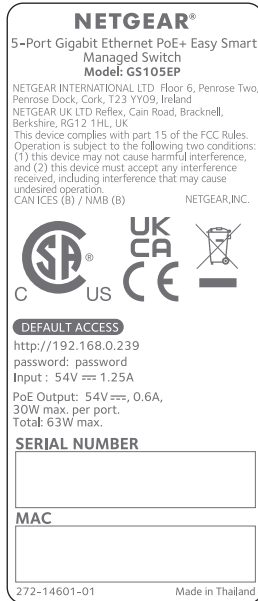 NETGEAR®
5-Port Gigabit Ethernet PoE+ Easy Smart
Managed Switch
Model: GS105EP
NETGEAR INTERNATIONAL LTD Floor 6, Penrose Two,
Penrose Dock, Cork, T23 YY09, Ireland
NETGEAR UK LTD Reflex, Cain Road, Bracknell,
Berkshire, RG12 1HL, UK
This device complies with part 15 of the FCC Rules.
Operation is subject to the following two conditions:
(1) this device may not cause harmful interference,
and (2) this device must accept any interference
received, including interference that may cause
undesired operation.
CAN ICES (B) / NMB (B) NETGEAR,INC.
C SA US
UK
CA
CE
DEFAULT ACCESS
http://192.168.0.239
password: password
Input : 54V ⎓ 1.25A
PoE Output: 54V ⎓, 0.6A,
30W max. per port.
Total: 63W max.
SERIAL NUMBER
MAC
272-14601-01 Made in Thailand